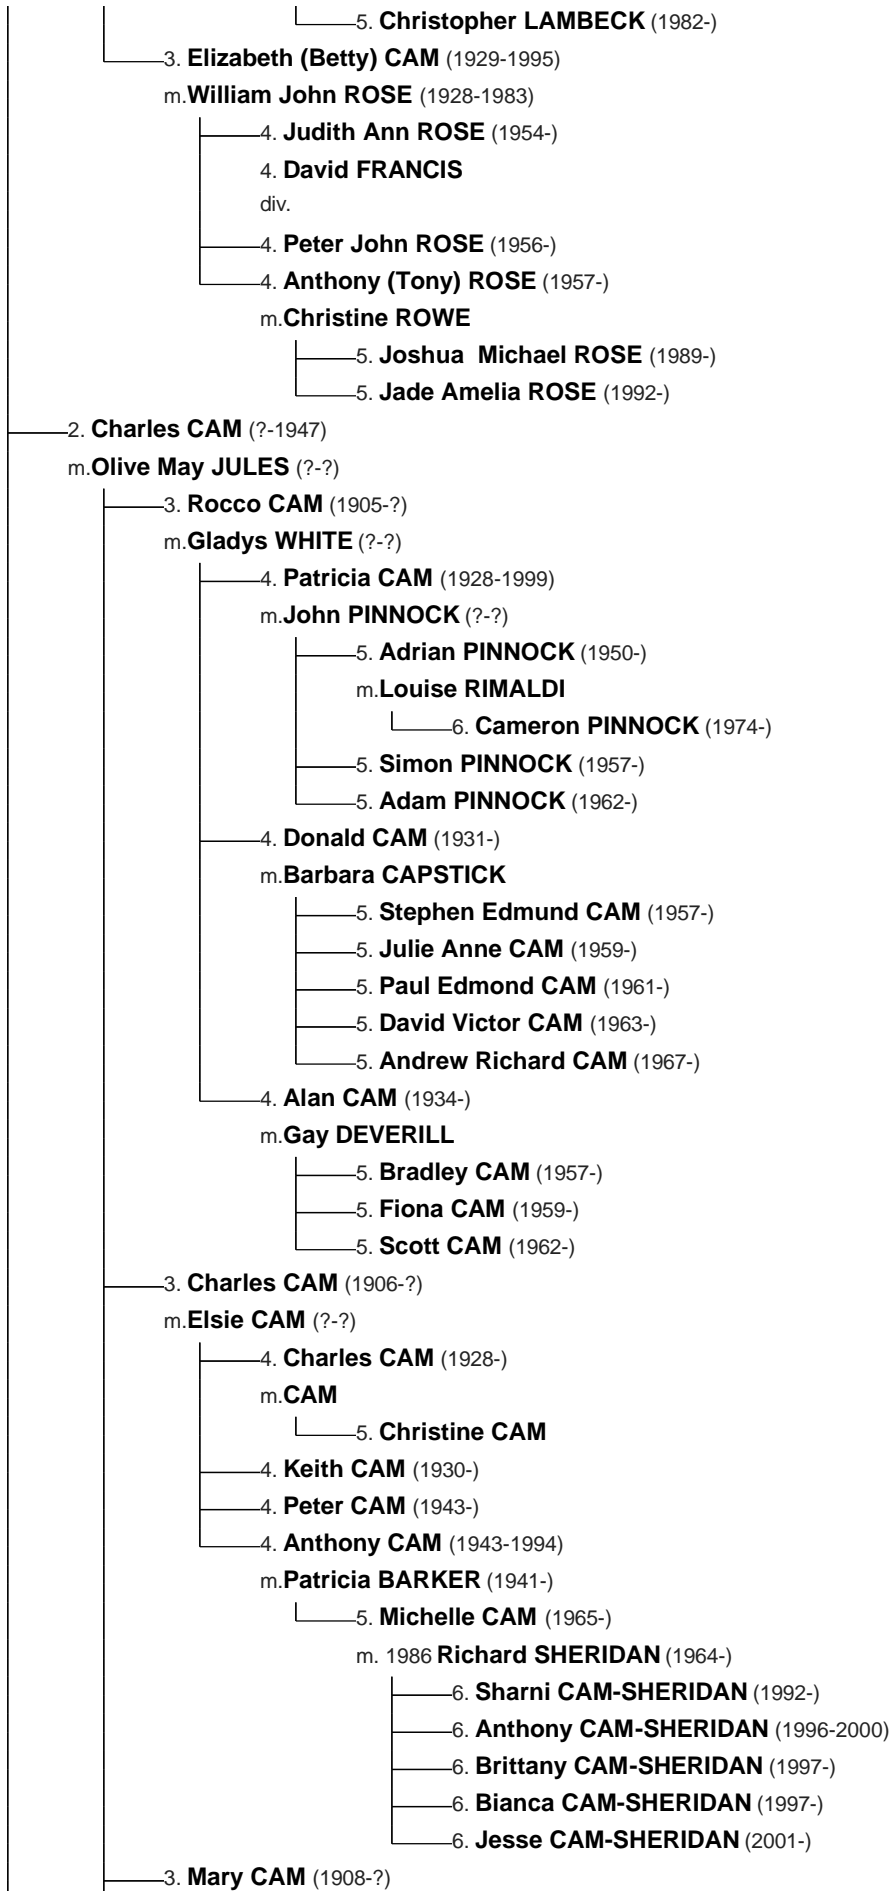 5. Christopher LAMBECK (1982-)
3. Elizabeth (Betty) CAM (1929-1995)
m.William John ROSE (1928-1983)
4. Judith Ann ROSE (1954-)
4. David FRANCIS
div.
4. Peter John ROSE (1956-)
4. Anthony (Tony) ROSE (1957-)
m.Christine ROWE
5. Joshua Michael ROSE (1989-)
5. Jade Amelia ROSE (1992-)
2. Charles CAM (?-1947)
m.Olive May JULES (?-?)
3. Rocco CAM (1905-?)
m.Gladys WHITE (?-?)
4. Patricia CAM (1928-1999)
m.John PINNOCK (?-?)
5. Adrian PINNOCK (1950-)
m.Louise RIMALDI
6. Cameron PINNOCK (1974-)
5. Simon PINNOCK (1957-)
5. Adam PINNOCK (1962-)
4. Donald CAM (1931-)
m.Barbara CAPSTICK
5. Stephen Edmund CAM (1957-)
5. Julie Anne CAM (1959-)
5. Paul Edmond CAM (1961-)
5. David Victor CAM (1963-)
5. Andrew Richard CAM (1967-)
4. Alan CAM (1934-)
m.Gay DEVERILL
5. Bradley CAM (1957-)
5. Fiona CAM (1959-)
5. Scott CAM (1962-)
3. Charles CAM (1906-?)
m.Elsie CAM (?-?)
4. Charles CAM (1928-)
m.CAM
5. Christine CAM
4. Keith CAM (1930-)
4. Peter CAM (1943-)
4. Anthony CAM (1943-1994)
m.Patricia BARKER (1941-)
5. Michelle CAM (1965-)
m. 1986 Richard SHERIDAN (1964-)
6. Sharni CAM-SHERIDAN (1992-)
6. Anthony CAM-SHERIDAN (1996-2000)
6. Brittany CAM-SHERIDAN (1997-)
6. Bianca CAM-SHERIDAN (1997-)
6. Jesse CAM-SHERIDAN (2001-)
3. Mary CAM (1908-?)